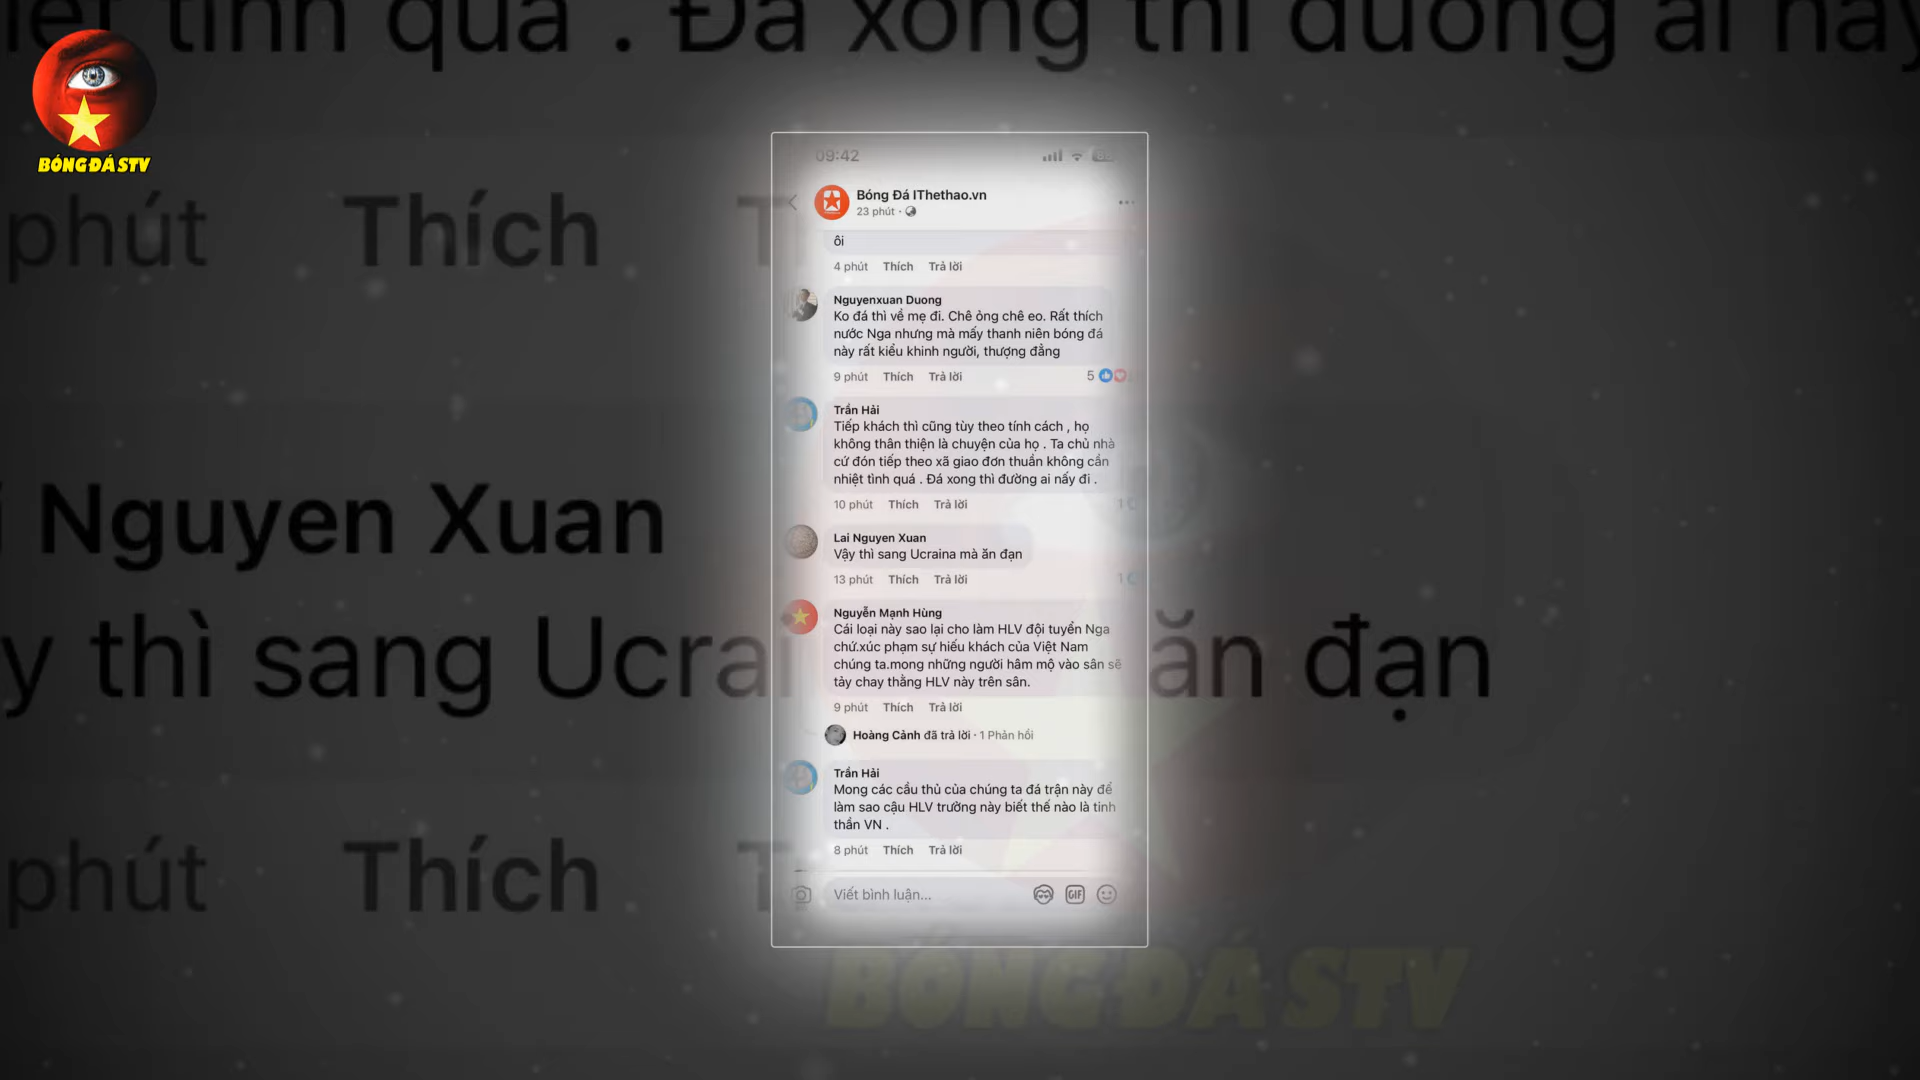 iết tình quá . Đá xong thì đường ai nấy
BÓNG ĐÁ STV
phút Thích
Nguyen Xuan
y thì sang Ucrai ăn đạn
phút Thích
09:42
Bóng Đá IThethao.vn
23 phút
ôi
4 phút Thích Trả lời
Nguyenxuan Duong
Ko đá thì về mẹ đi. Chê ỏng chê eo. Rất thích
nước Nga nhưng mà mấy thanh niên bóng đá
này rất kiểu khinh người, thượng đẳng
9 phút Thích Trả lời 5
Trần Hải
Tiếp khách thì cũng tùy theo tính cách , họ
không thân thiện là chuyện của họ . Ta chủ nhà
cứ đón tiếp theo xã giao đơn thuần không cần
nhiệt tình quá . Đá xong thì đường ai nấy đi .
10 phút Thích Trả lời 1
Lai Nguyen Xuan
Vậy thì sang Ucraina mà ăn đạn
13 phút Thích Trả lời 1
Nguyễn Mạnh Hùng
Cái loại này sao lại cho làm HLV đội tuyển Nga
chứ.xúc phạm sự hiếu khách của Việt Nam
chúng ta.mong những người hâm mộ vào sân sẽ
tảy chay thằng HLV này trên sân.
9 phút Thích Trả lời
Hoàng Cảnh đã trả lời · 1 Phản hồi
Trần Hải
Mong các cầu thủ của chúng ta đá trận này để
làm sao cậu HLV trưởng này biết thế nào là tinh
thần VN .
8 phút Thích Trả lời
Viết bình luận...
GIF
BÓNG ĐÁ STV